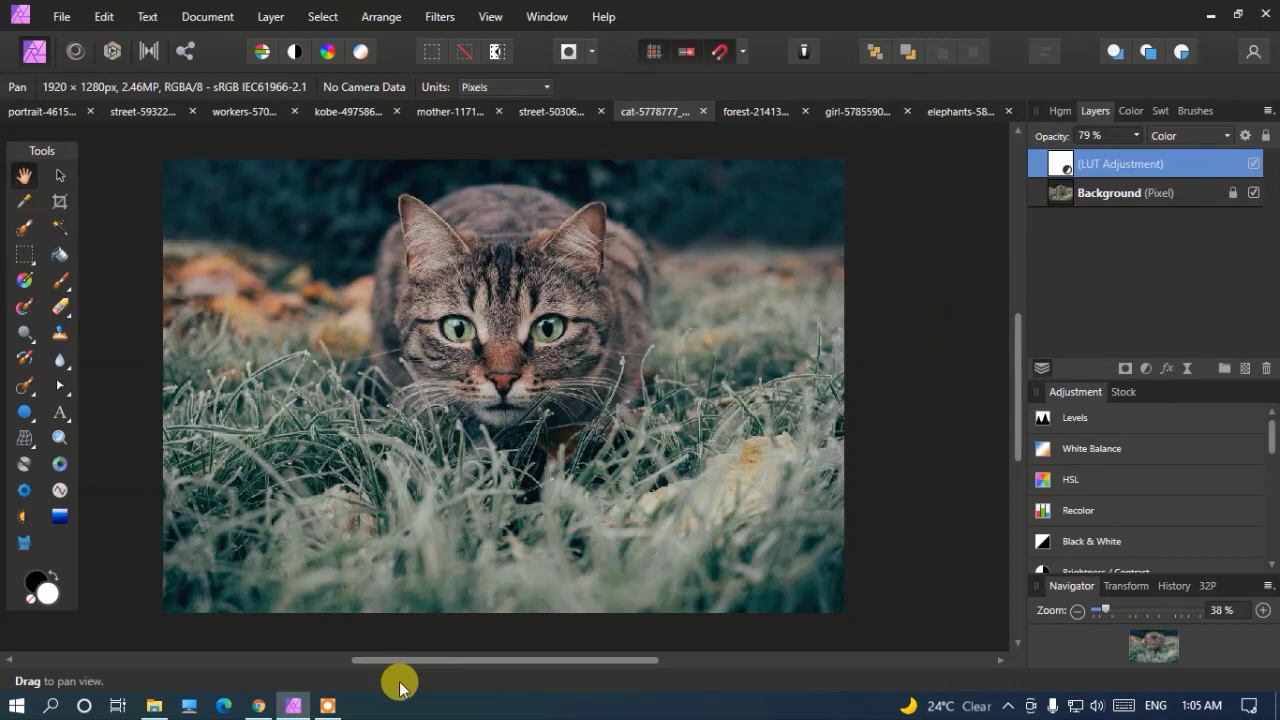 File Edit Text Document Layer Select Arrange Filters View Window Help
Pan 1920 × 1280px, 2.46MP, RGBA/8 - sRGB IEC61966-2.1 No Camera Data Units: Pixels
portrait-4615... street-59322... workers-570... kobe-497586... mother-1171... street-50306... cat-5778777_... forest-21413... girl-5785590... elephants-58... Hgm Layers Color Swt Brushes
Opacity: 79 % Color
Tools
(LUT Adjustment)
Background (Pixel)
Adjustment Stock
Levels
White Balance
HSL
Recolor
Black & White
Brightness / Contrast
Navigator Transform History 32P
Zoom: 38 %
Drag to pan view.
24°C Clear ENG 1:05 AM